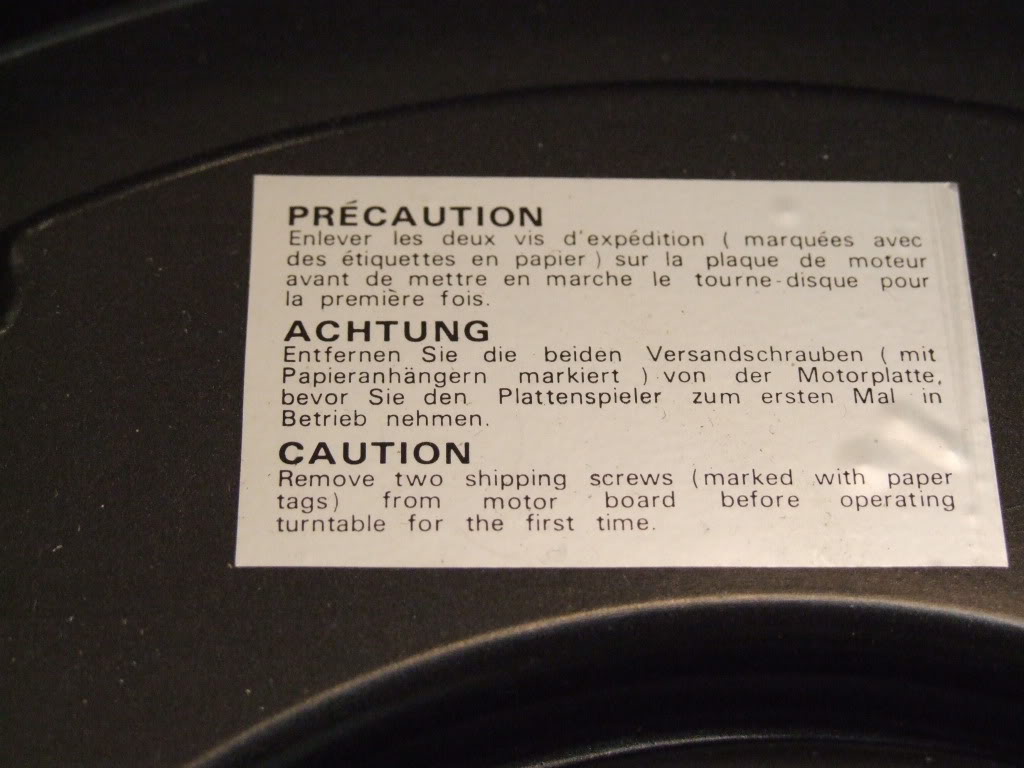 PRÉCAUTION
Enlever les deux vis d'expédition ( marquées avec
des étiquettes en papier ) sur la plaque de moteur
avant de mettre en marche le tourne-disque pour
la première fois.
ACHTUNG
Entfernen Sie die beiden Versandschrauben ( mit
Papieranhängern markiert ) von der Motorplatte,
bevor Sie den Plattenspieler zum ersten Mal in
Betrieb nehmen.
CAUTION
Remove two shipping screws (marked with paper
tags) from motor board before operating
turntable for the first time.